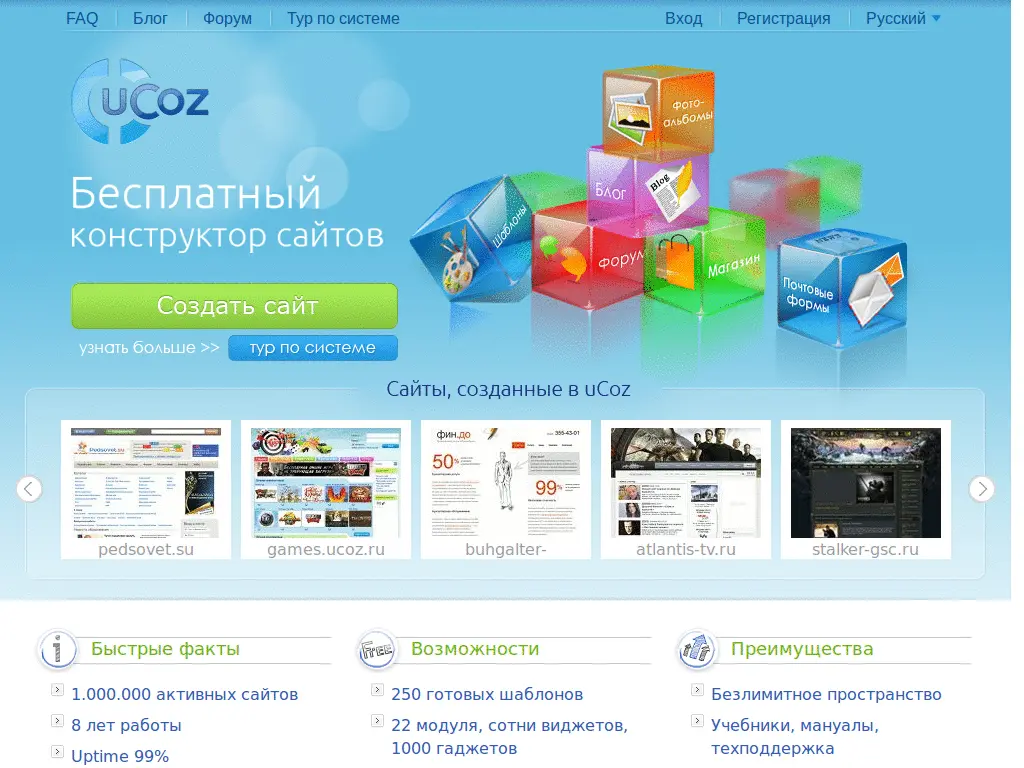 FAQ Блог Форум Тур по системе Вход Регистрация Русский
uCoz
Бесплатный
конструктор сайтов
Создать сайт
узнать больше >> тур по системе
Фото-
альбомы
Блог
Blog
Шаблоны
Форум
Магазин
NEWS
Почтовые
формы
Сайты, созданные в uCoz
Pedsovet.su
фин.до 355-43-01
50%
99%
pedsovet.su games.ucoz.ru buhgalter- atlantis-tv.ru stalker-gsc.ru
Быстрые факты
1.000.000 активных сайтов
8 лет работы
Uptime 99%
FREE
Возможности
250 готовых шаблонов
22 модуля, сотни виджетов,
1000 гаджетов
Преимущества
Безлимитное пространство
Учебники, мануалы,
техподдержка